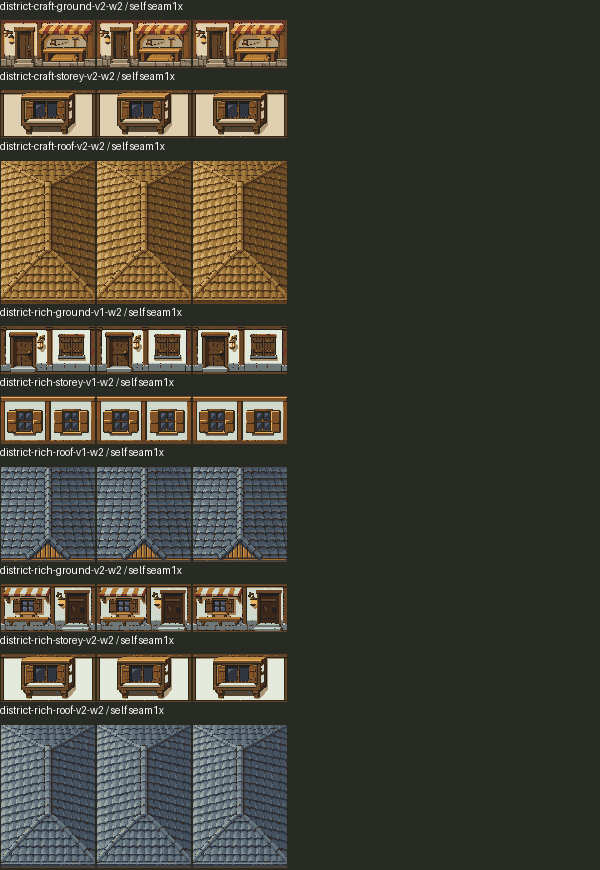 district-craft-ground-v2-w2 / selfseam1x
district-craft-storey-v2-w2 / selfseam1x
district-craft-roof-v2-w2 / selfseam1x
district-rich-ground-v1-w2 / selfseam1x
district-rich-storey-v1-w2 / selfseam1x
district-rich-roof-v1-w2 / selfseam1x
district-rich-ground-v2-w2 / selfseam1x
district-rich-storey-v2-w2 / selfseam1x
district-rich-roof-v2-w2 / selfseam1x